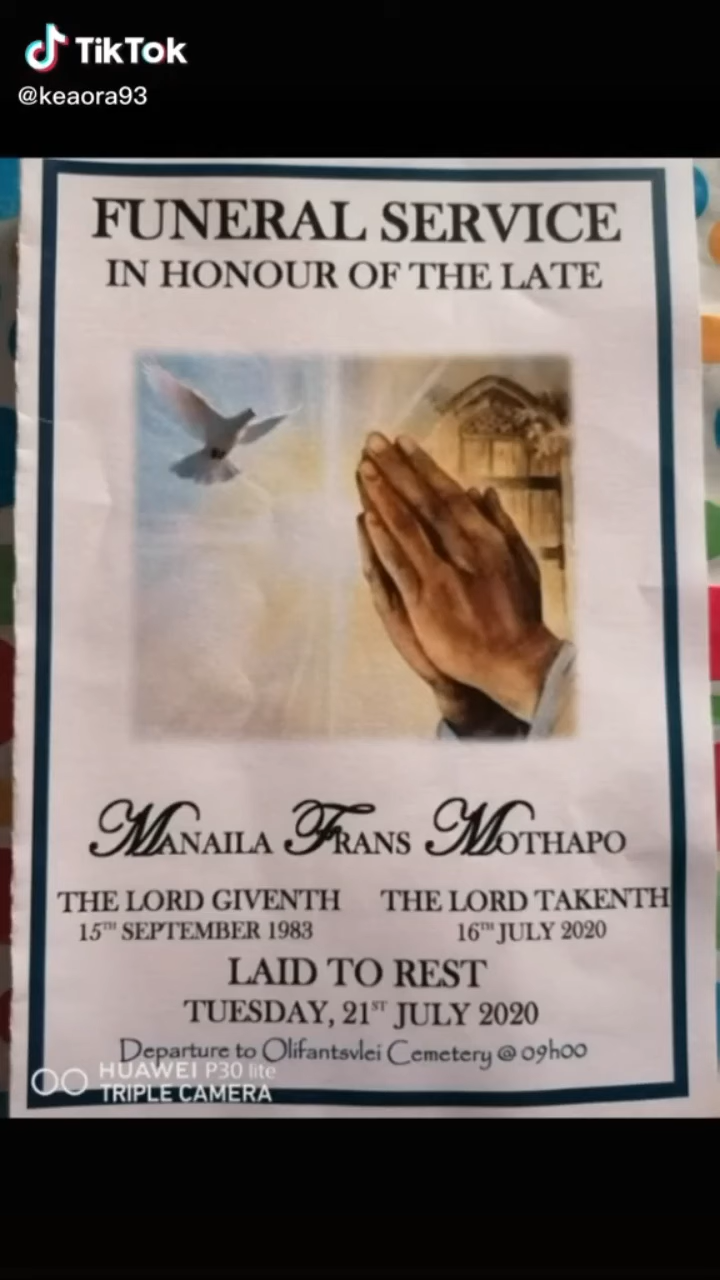 TikTok
@keaora93
FUNERAL SERVICE
IN HONOUR OF THE LATE
MANAILA FRANS MOTHAPO
THE LORD GIVENTH THE LORD TAKENTH
15TH SEPTEMBER 1983 16TH JULY 2020
LAID TO REST
TUESDAY, 21ST JULY 2020
Departure to Olifantsvlei Cemetery @ 09h00
HUAWEI P30 lite
TRIPLE CAMERA